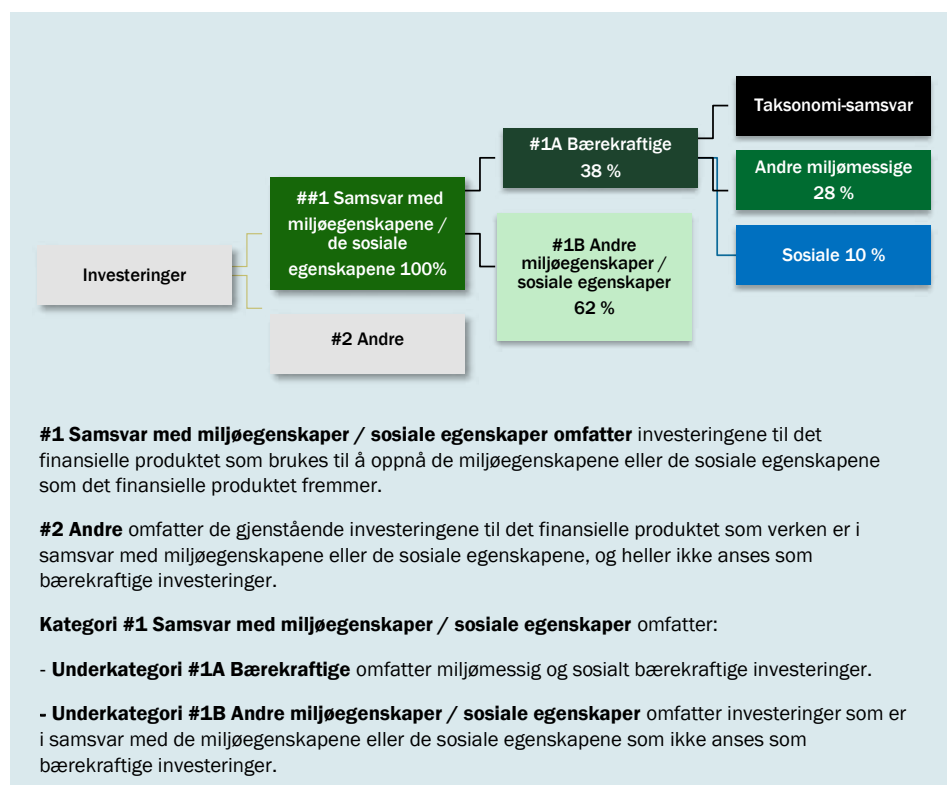 Taksonomi-samsvar
#1A Bærekraftige
38 %
Andre miljømessige
28 %
##1 Samsvar med
miljøegenskapene /
de sosiale
egenskapene 100%
#1B Andre
miljøegenskaper /
sosiale egenskaper
62 %
Sosiale 10 %
Investeringer
#2 Andre
#1 Samsvar med miljøegenskaper / sosiale egenskaper omfatter investeringene til det
finansielle produktet som brukes til å oppnå de miljøegenskapene eller de sosiale egenskapene
som det finansielle produktet fremmer.
#2 Andre omfatter de gjenstående investeringene til det finansielle produktet som verken er i
samsvar med miljøegenskapene eller de sosiale egenskapene, og heller ikke anses som
bærekraftige investeringer.
Kategori #1 Samsvar med miljøegenskaper / sosiale egenskaper omfatter:
- Underkategori #1A Bærekraftige omfatter miljømessig og sosialt bærekraftige investeringer.
- Underkategori #1B Andre miljøegenskaper / sosiale egenskaper omfatter investeringer som er
i samsvar med de miljøegenskapene eller de sosiale egenskapene som ikke anses som
bærekraftige investeringer.